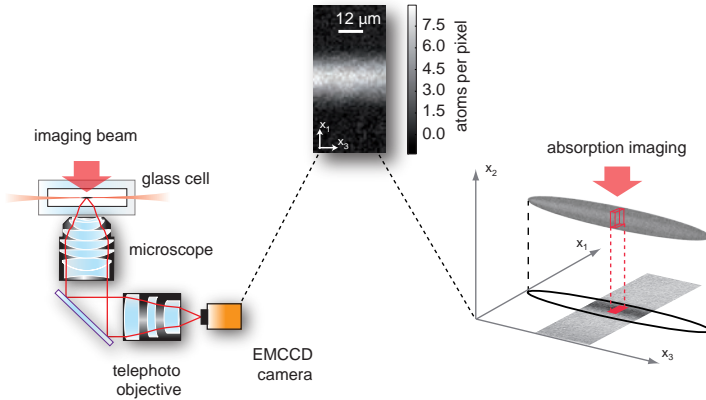 imaging beam
glass cell
microscope
telephoto
objective
EMCCD
camera
12 µm
x1
x3
7.5
6.0
4.5
3.0
1.5
0.0
atoms per pixel
absorption imaging
x2
x1
x3